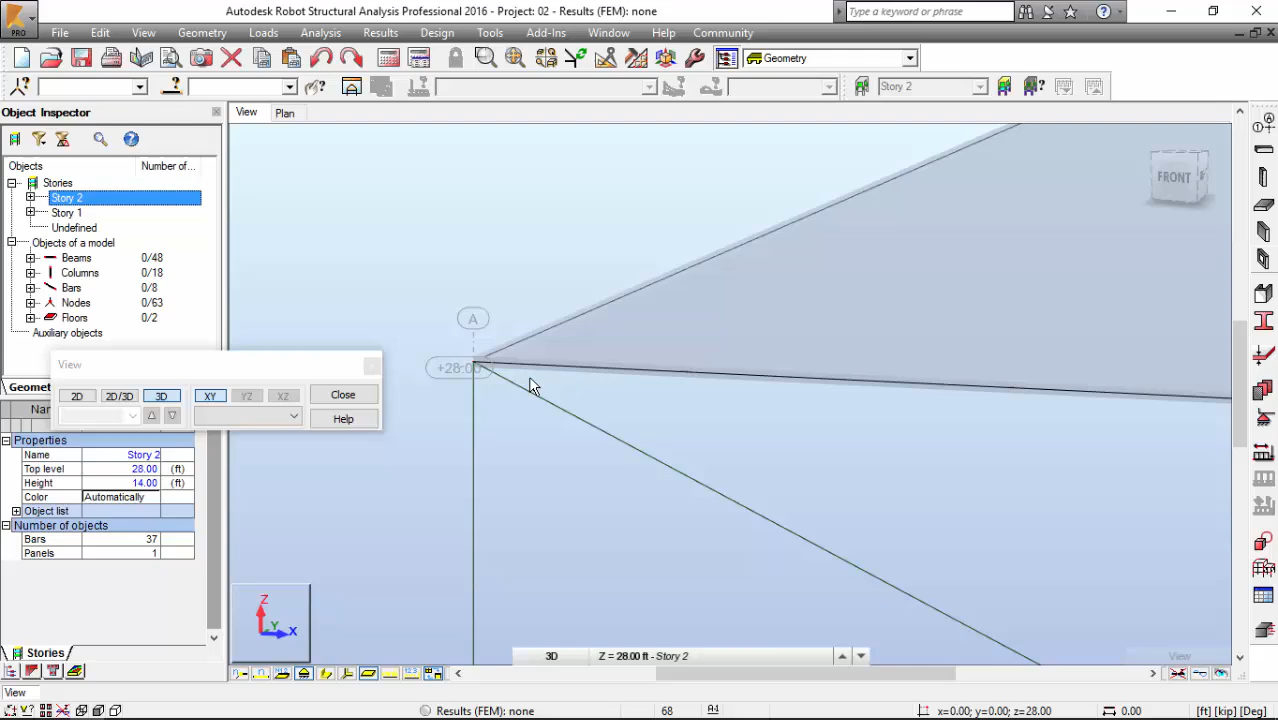 Autodesk Robot Structural Analysis Professional 2016 - Project: 02 - Results (FEM): none
Type a keyword or phrase
PRO
File Edit View Geometry Loads Analysis Results Design Tools Add-Ins Window Help Community
Geometry
Story 2
Object Inspector
View Plan
Objects Number of...
Stories
Story 2
Story 1
Undefined
Objects of a model
Beams 0/48
Columns 0/18
Bars 0/8
Nodes 0/63
Floors 0/2
Auxiliary objects
FRONT
A
+28.00
View
Geomet
2D 2D/3D 3D XY YZ XZ Close
Help
Properties
Name Story 2
Top level 28.00 (ft)
Height 14.00 (ft)
Color Automatically
Object list
Number of objects
Bars 37
Panels 1
Z
Y
X
Stories
3D Z = 28.00 ft - Story 2
View
View
Results (FEM): none 68 x=0.00; y=0.00; z=28.00 0.00 [ft] [kip] [Deg]